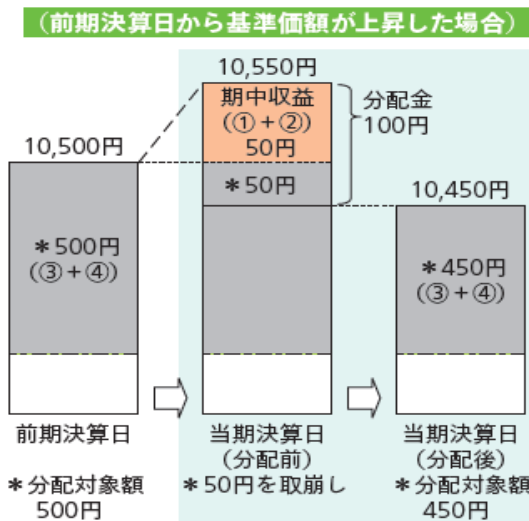 (前期決算日から基準価額が上昇した場合)
10,550円
期中収益
(①+②)
50円
分配金
100円
10,500円
*50円
10,450円
*500円
(③+④)
*450円
(③+④)
前期決算日
当期決算日
(分配前)
当期決算日
(分配後)
*分配対象額
500円
*50円を取崩し
*分配対象額
450円